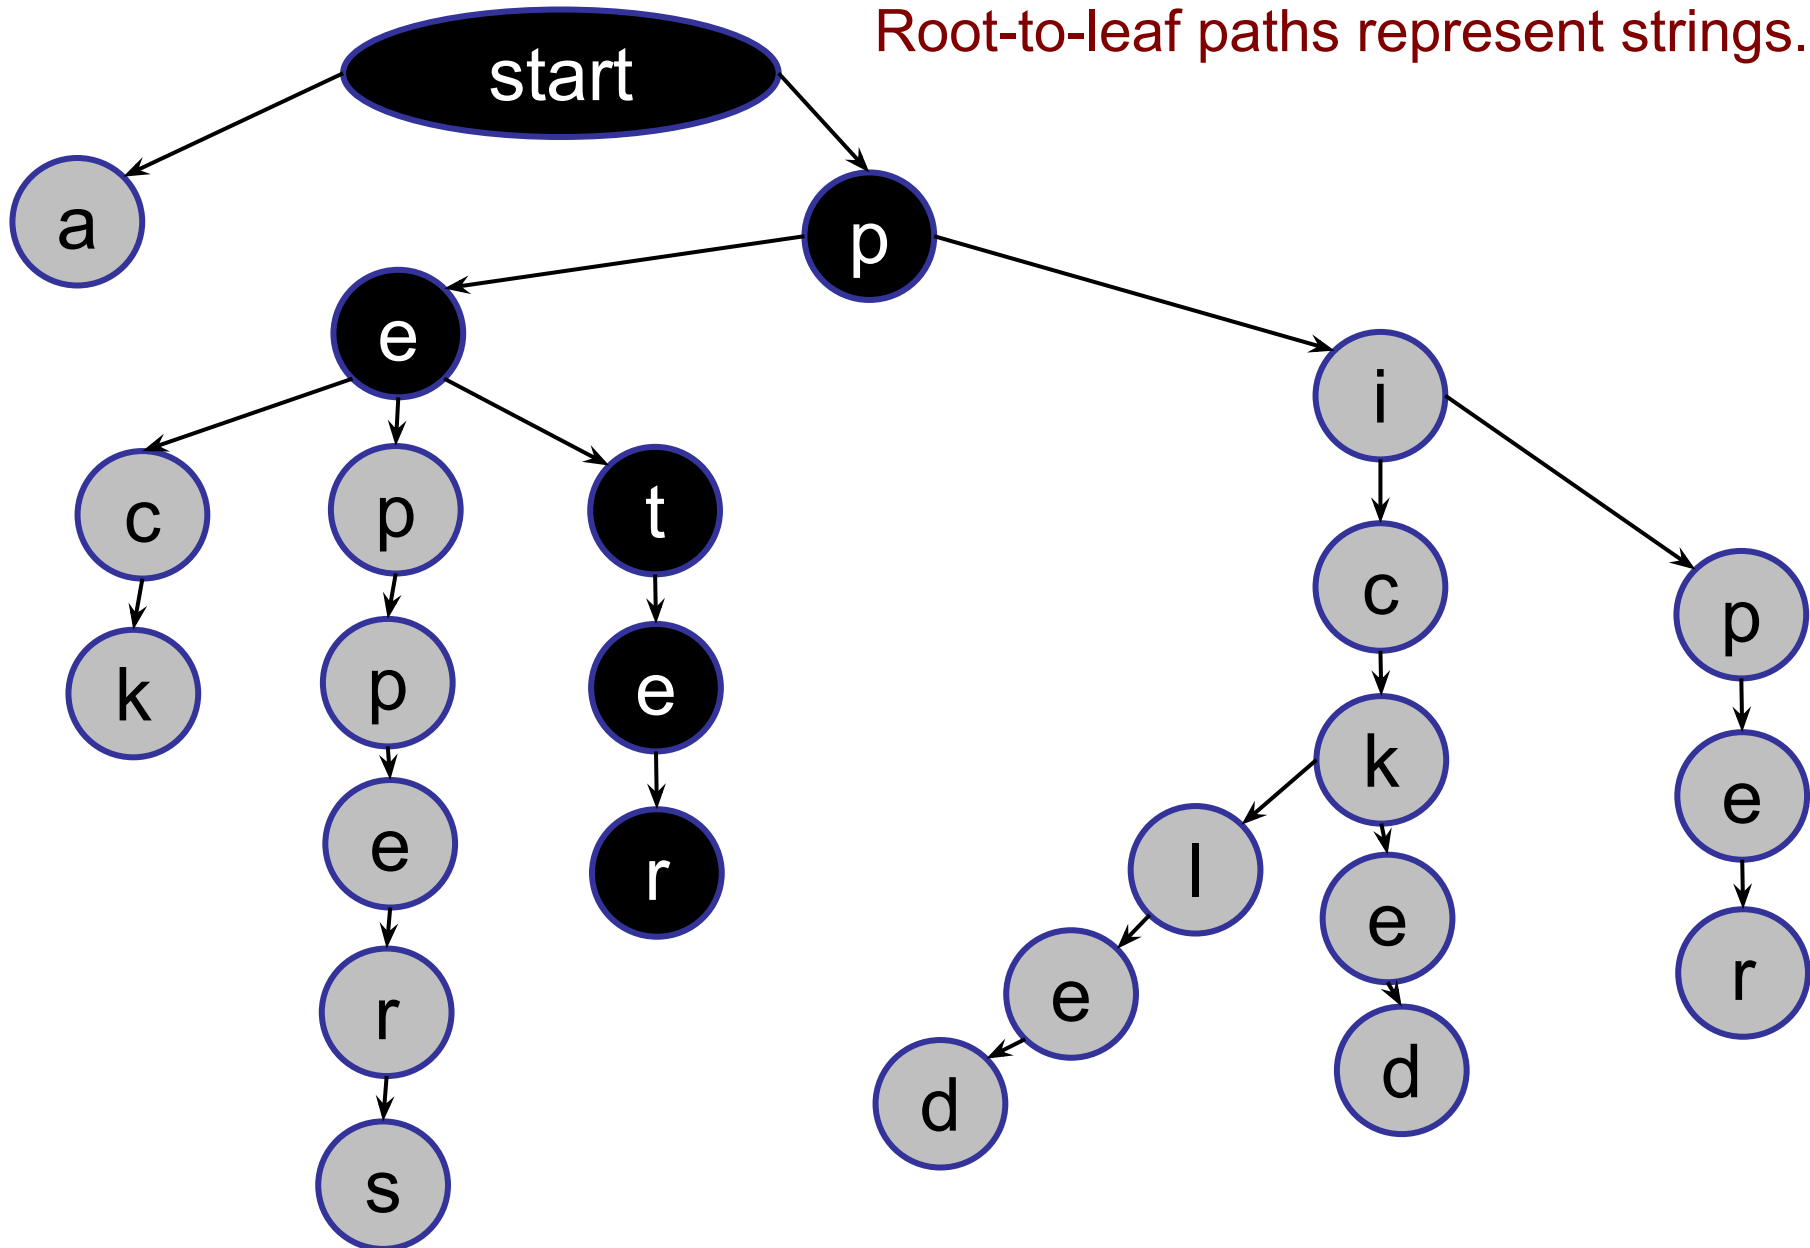 Root-to-leaf paths represent strings.
start
a
p
e
i
c
p
t
c
p
k
p
e
k
e
e
r
l
e
d
r
e
r
d
s